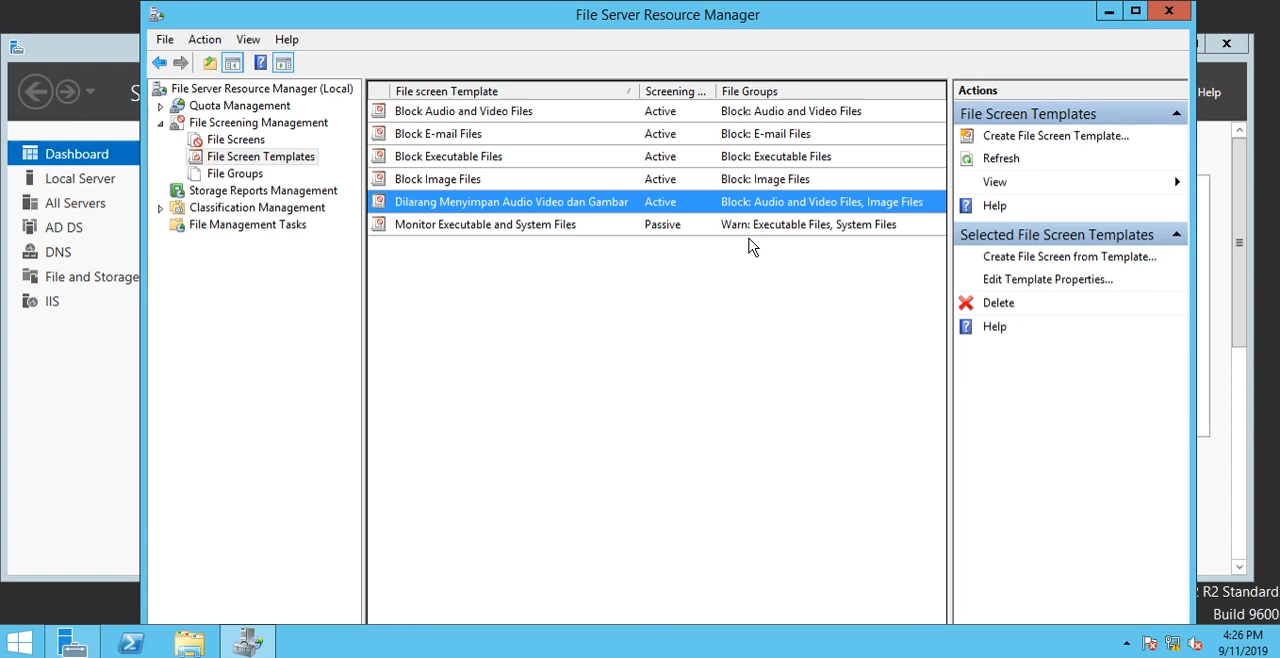 File Server Resource Manager
File Action View Help
File Server Resource Manager (Local)
Quota Management
File Screening Management
File Screens
File Screen Templates
File Groups
Storage Reports Management
Classification Management
File Management Tasks
File screen Template Screening ... File Groups
Block Audio and Video Files Active Block: Audio and Video Files
Block E-mail Files Active Block: E-mail Files
Block Executable Files Active Block: Executable Files
Block Image Files Active Block: Image Files
Dilarang Menyimpan Audio Video dan Gambar Active Block: Audio and Video Files, Image Files
Monitor Executable and System Files Passive Warn: Executable Files, System Files
Actions
File Screen Templates
Create File Screen Template...
Refresh
View
Help
Selected File Screen Templates
Create File Screen from Template...
Edit Template Properties...
Delete
Help
S
Help
Dashboard
Local Server
All Servers
AD DS
DNS
File and Storage
IIS
R2 Standard
Build 9600
4:26 PM
9/11/2019